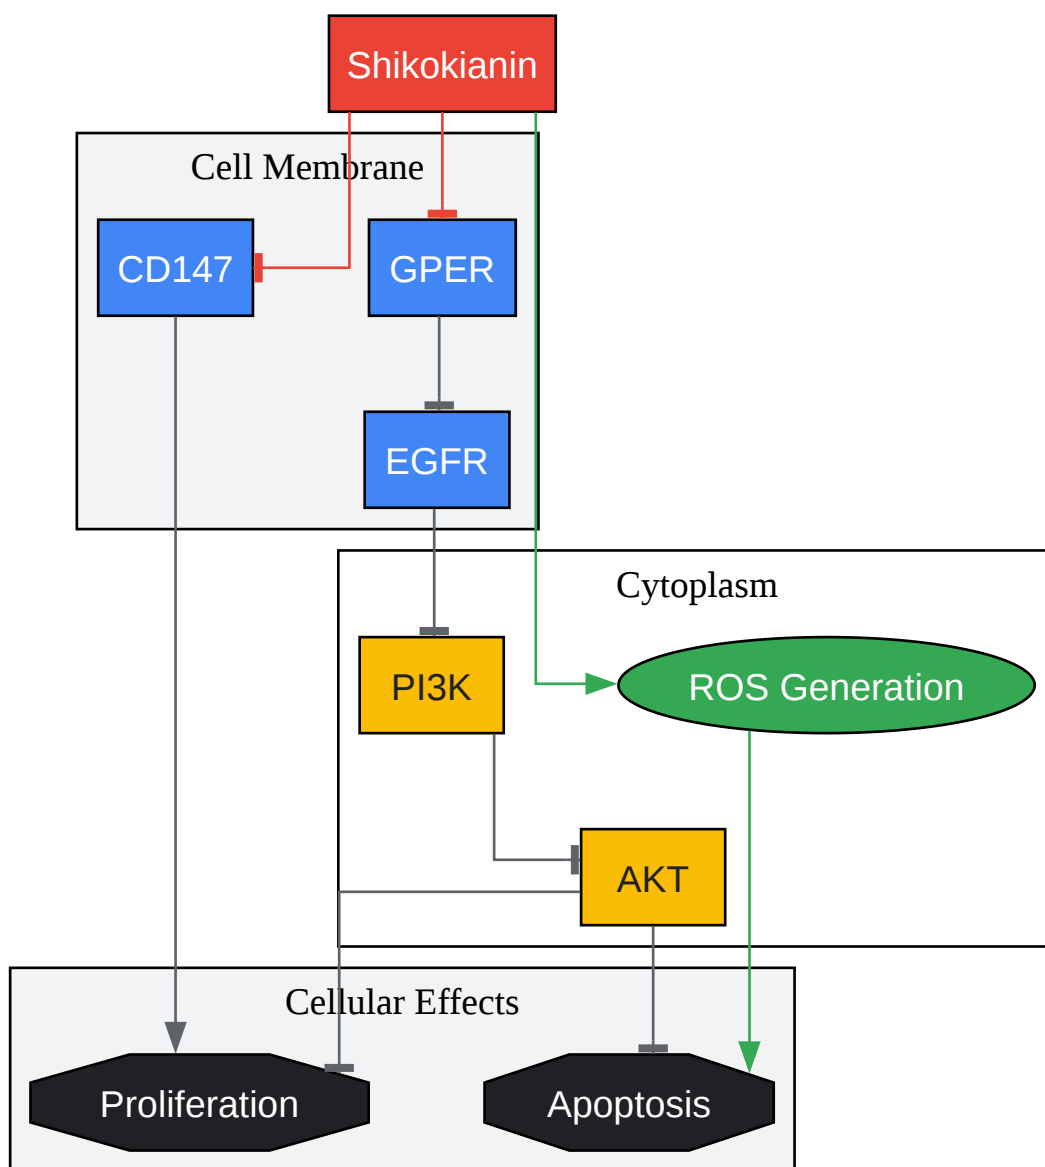 Shikokianin
Cell Membrane
CD147
GPER
EGFR
Cytoplasm
PI3K
ROS Generation
AKT
Cellular Effects
Proliferation
Apoptosis